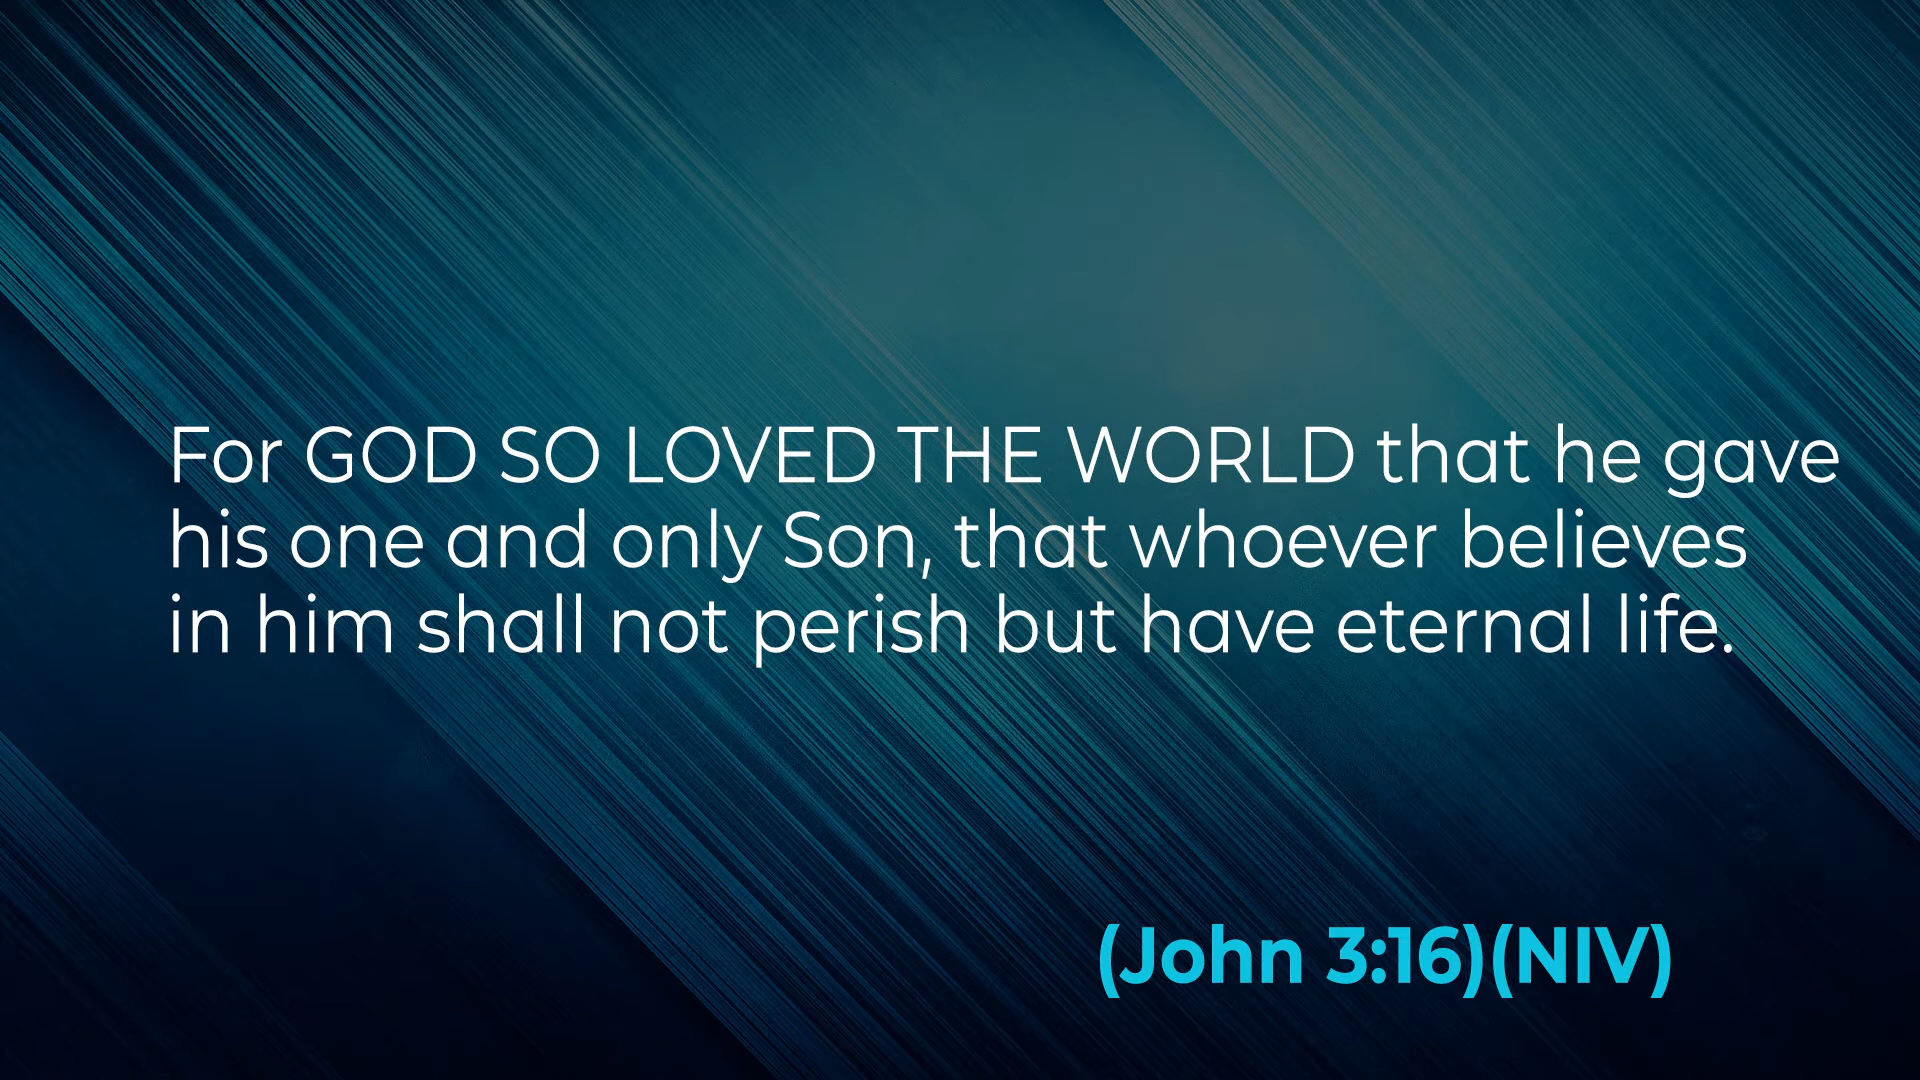 For GOD SO LOVED THE WORLD that he gave
his one and only Son, that whoever believes
in him shall not perish but have eternal life.
(John 3:16)(NIV)